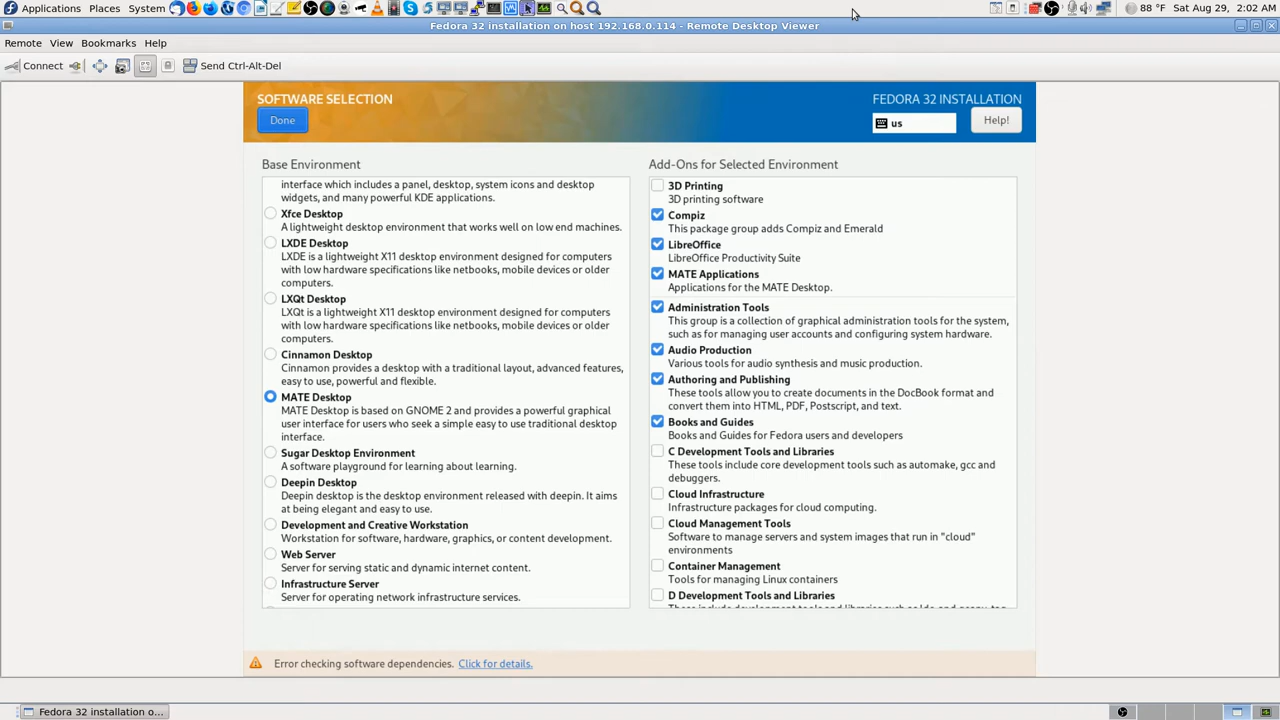 Applications Places System 88 °F Sat Aug 29, 2:02 AM
Fedora 32 installation on host 192.168.0.114 - Remote Desktop Viewer
Remote View Bookmarks Help
Connect Send Ctrl-Alt-Del
SOFTWARE SELECTION
Done
FEDORA 32 INSTALLATION
us
Help!
Base Environment
interface which includes a panel, desktop, system icons and desktop
widgets, and many powerful KDE applications.
Xfce Desktop
A lightweight desktop environment that works well on low end machines.
LXDE Desktop
LXDE is a lightweight X11 desktop environment designed for computers
with low hardware specifications like netbooks, mobile devices or older
computers.
LXQt Desktop
LXQt is a lightweight X11 desktop environment designed for computers
with low hardware specifications like netbooks, mobile devices or older
computers.
Cinnamon Desktop
Cinnamon provides a desktop with a traditional layout, advanced features,
easy to use, powerful and flexible.
MATE Desktop
MATE Desktop is based on GNOME 2 and provides a powerful graphical
user interface for users who seek a simple easy to use traditional desktop
interface.
Sugar Desktop Environment
A software playground for learning about learning.
Deepin Desktop
Deepin desktop is the desktop environment released with deepin. It aims
at being elegant and easy to use.
Development and Creative Workstation
Workstation for software, hardware, graphics, or content development.
Web Server
Server for serving static and dynamic internet content.
Infrastructure Server
Server for operating network infrastructure services.
Add-Ons for Selected Environment
3D Printing
3D printing software
Compiz
This package group adds Compiz and Emerald
LibreOffice
LibreOffice Productivity Suite
MATE Applications
Applications for the MATE Desktop.
Administration Tools
This group is a collection of graphical administration tools for the system,
such as for managing user accounts and configuring system hardware.
Audio Production
Various tools for audio synthesis and music production.
Authoring and Publishing
These tools allow you to create documents in the DocBook format and
convert them into HTML, PDF, Postscript, and text.
Books and Guides
Books and Guides for Fedora users and developers
C Development Tools and Libraries
These tools include core development tools such as automake, gcc and
debuggers.
Cloud Infrastructure
Infrastructure packages for cloud computing.
Cloud Management Tools
Software to manage servers and system images that run in "cloud"
environments
Container Management
Tools for managing Linux containers
D Development Tools and Libraries
Error checking software dependencies. Click for details.
Fedora 32 installation o...